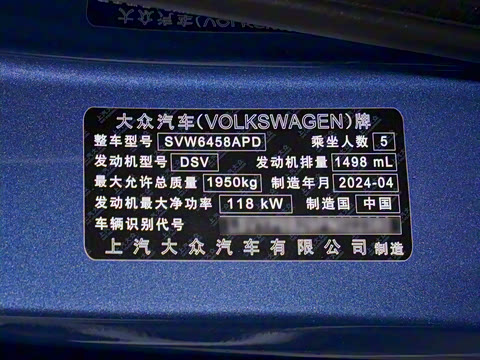 大众汽车(VOLKSWAGEN)牌
整车型号 SVW6458APD 乘坐人数 5
发动机型号 DSV 发动机排量 1498 mL
最大允许总质量 1950kg 制造年月 2024-04
发动机最大净功率 118 kW 制造国 中国
车辆识别代号
上汽大众汽车有限公司 制造